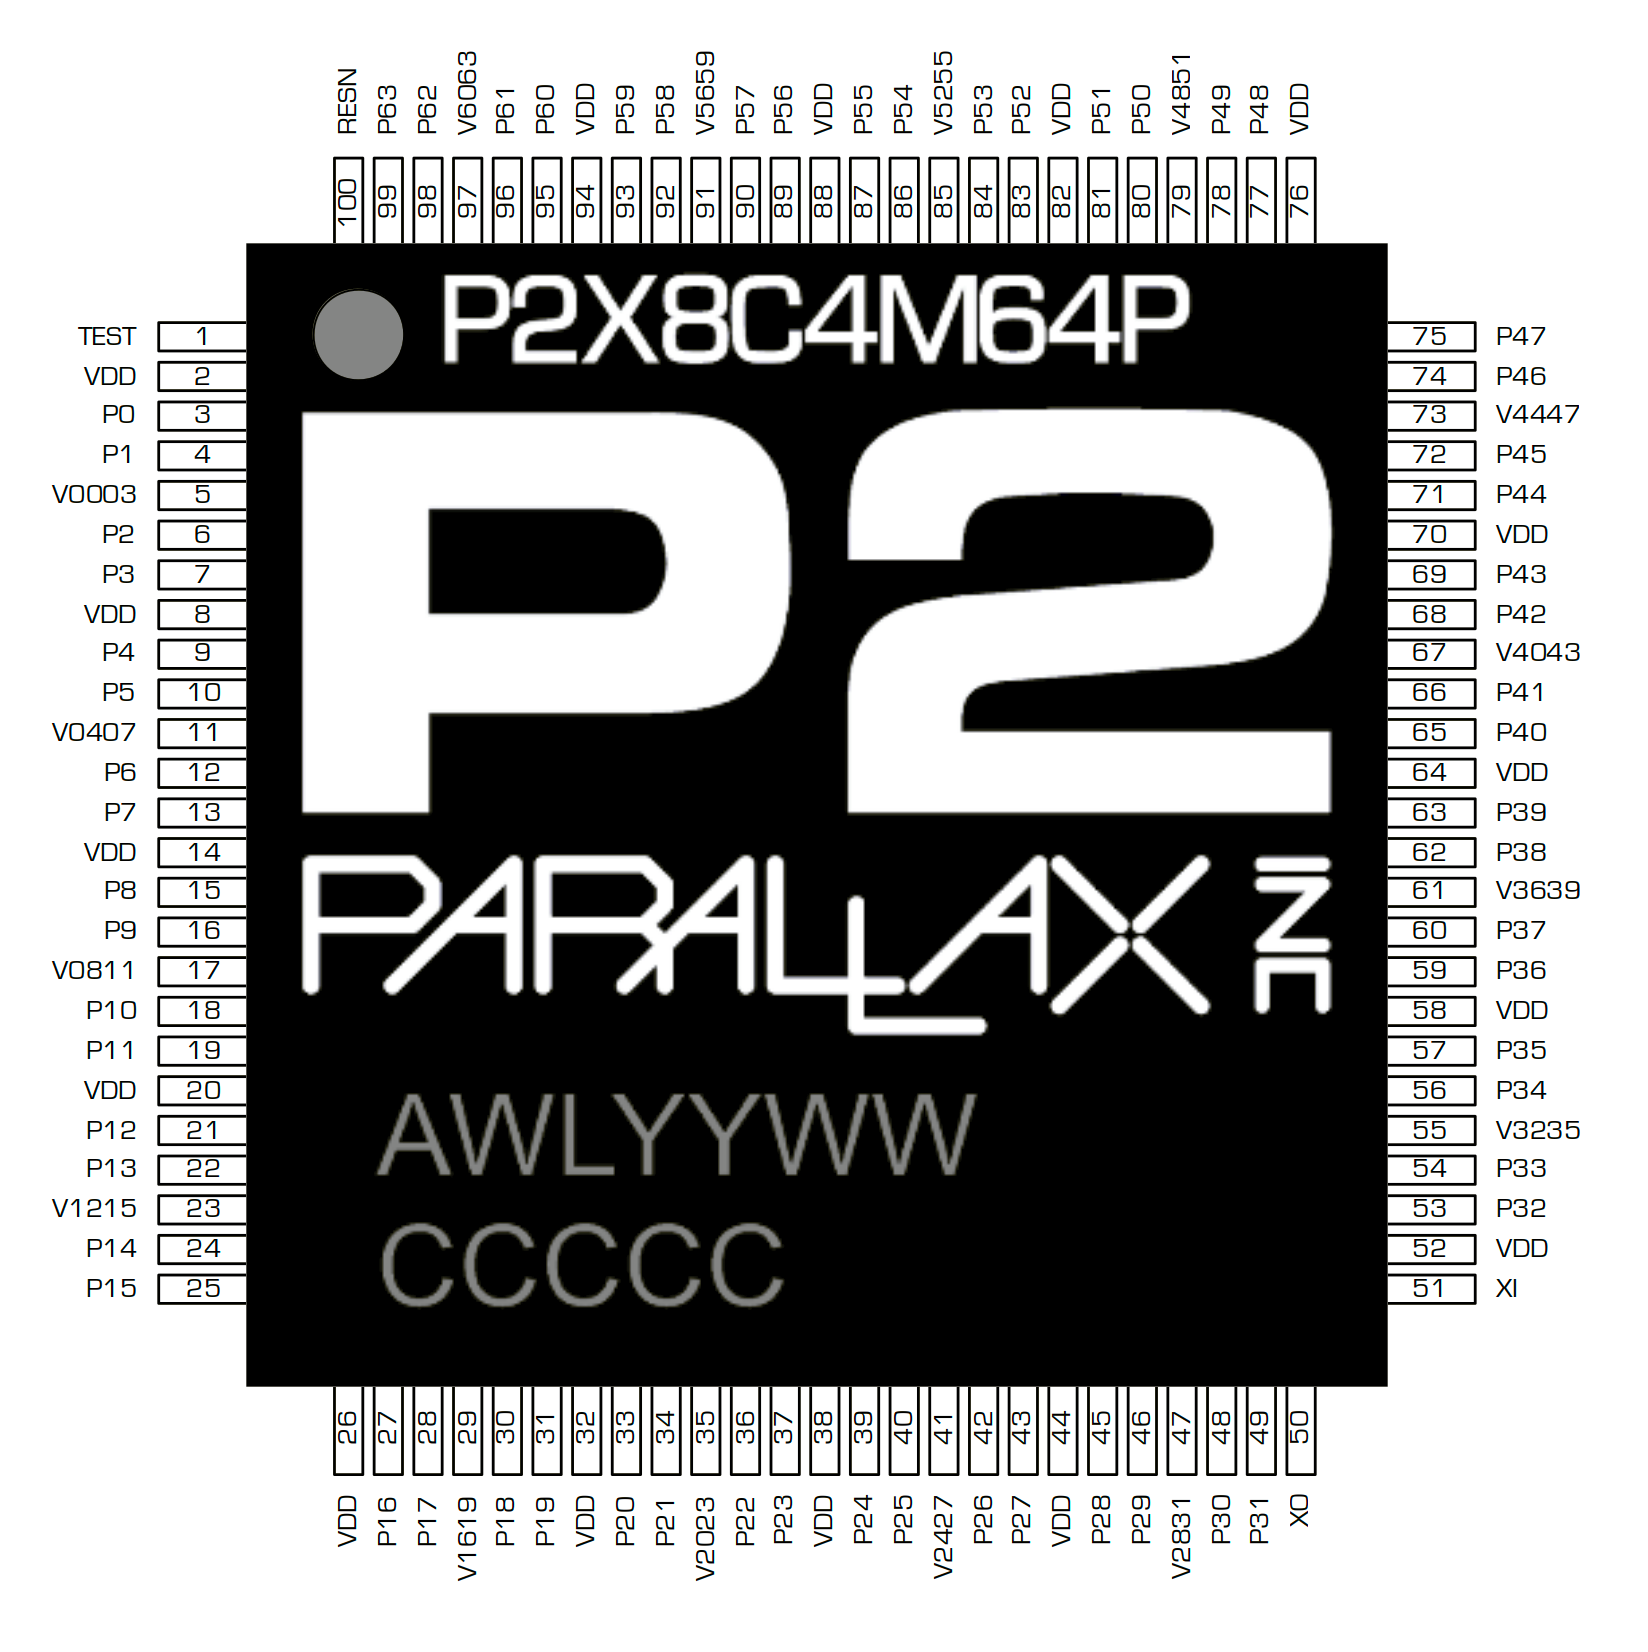 RESN P63 P62 V6063 P61 P60 VDD P59 P58 V5659 P57 P56 VDD P55 P54 V5255 P53 P52 VDD P51 P50 V4851 P49 P48 VDD
100 99 98 97 96 95 94 93 92 91 90 89 88 87 86 85 84 83 82 81 80 79 78 77 76
P2X8C4M64P
P2
PARALLAX INC
AWLYYWW
CCCCC
TEST 1
VDD 2
P0 3
P1 4
V0003 5
P2 6
P3 7
VDD 8
P4 9
P5 10
V0407 11
P6 12
P7 13
VDD 14
P8 15
P9 16
V0811 17
P10 18
P11 19
VDD 20
P12 21
P13 22
V1215 23
P14 24
P15 25
75 P47
74 P46
73 V4447
72 P45
71 P44
70 VDD
69 P43
68 P42
67 V4043
66 P41
65 P40
64 VDD
63 P39
62 P38
61 V3639
60 P37
59 P36
58 VDD
57 P35
56 P34
55 V3235
54 P33
53 P32
52 VDD
51 XI
26 27 28 29 30 31 32 33 34 35 36 37 38 39 40 41 42 43 44 45 46 47 48 49 50
VDD P16 P17 V1619 P18 P19 VDD P20 P21 V2023 P22 P23 VDD P24 P25 V2427 P26 P27 VDD P28 P29 V2831 P30 P31 XO